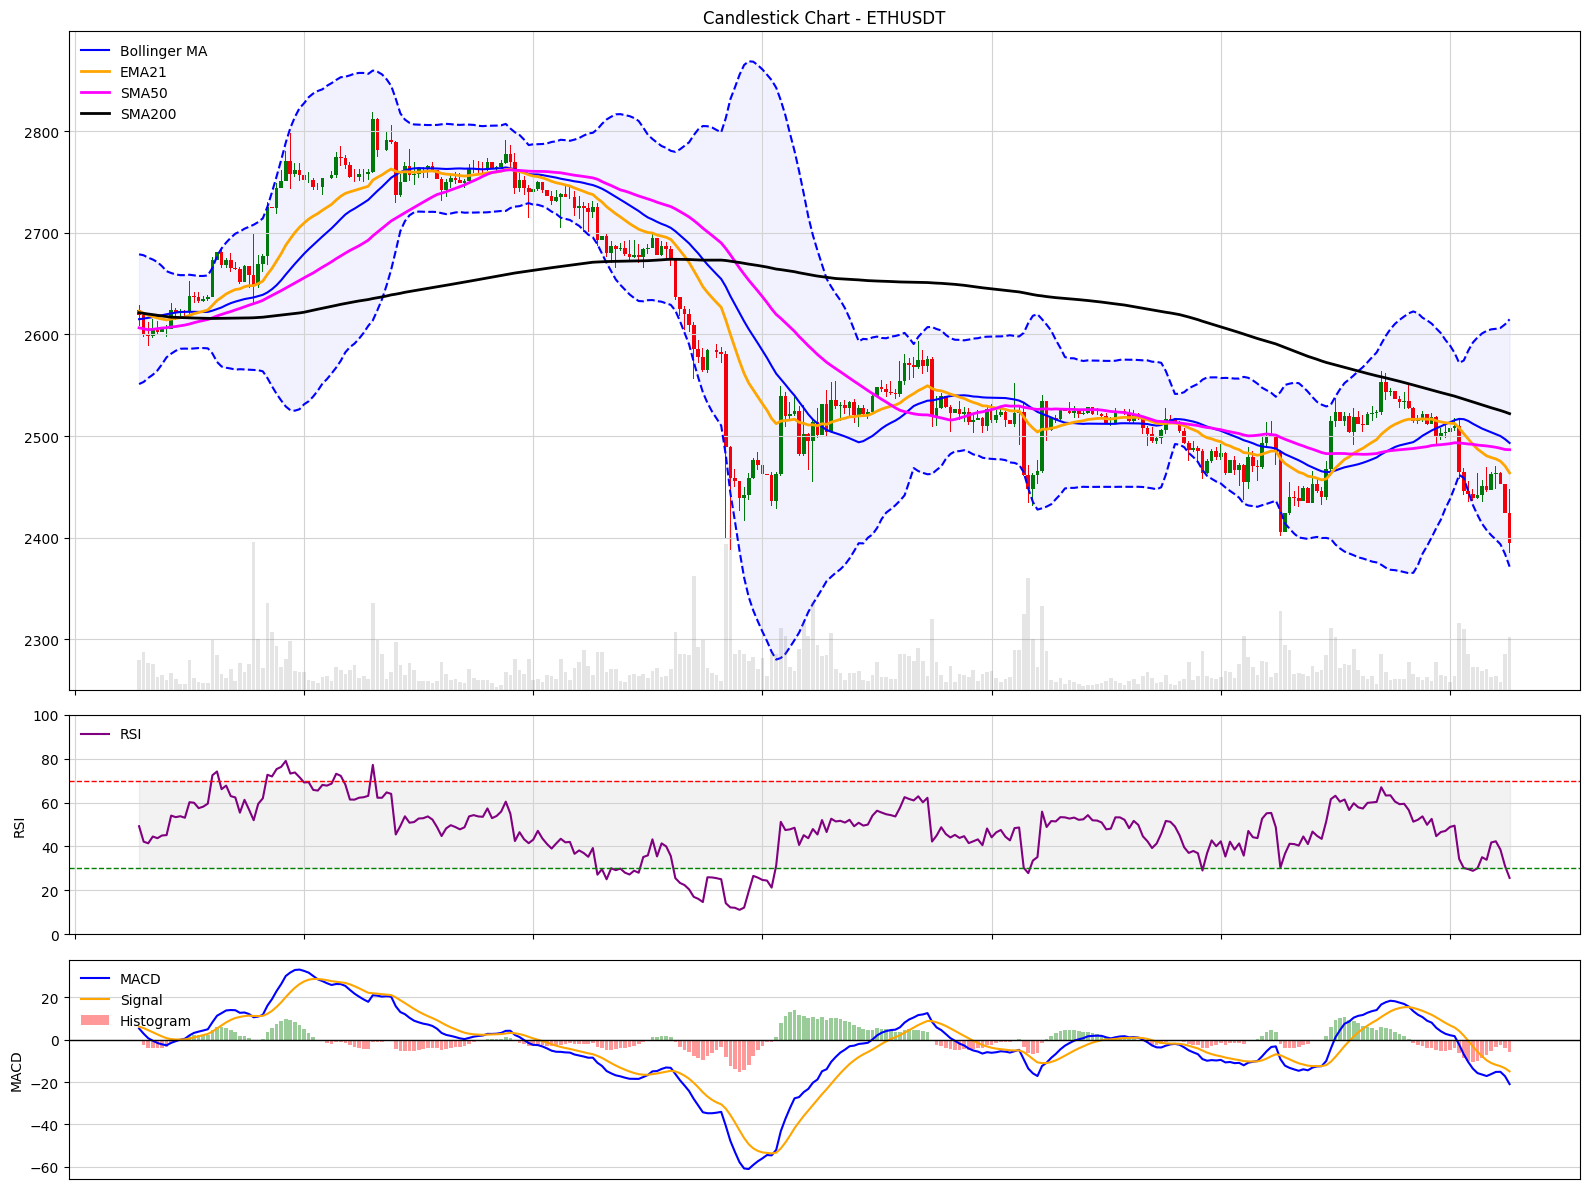 Candlestick Chart - ETHUSDT
Bollinger MA
EMA21
SMA50
SMA200
2800
2700
2600
2500
2400
2300
RSI
100
80
60
40
20
0
RSI
MACD
Signal
Histogram
20
0
−20
−40
−60
MACD